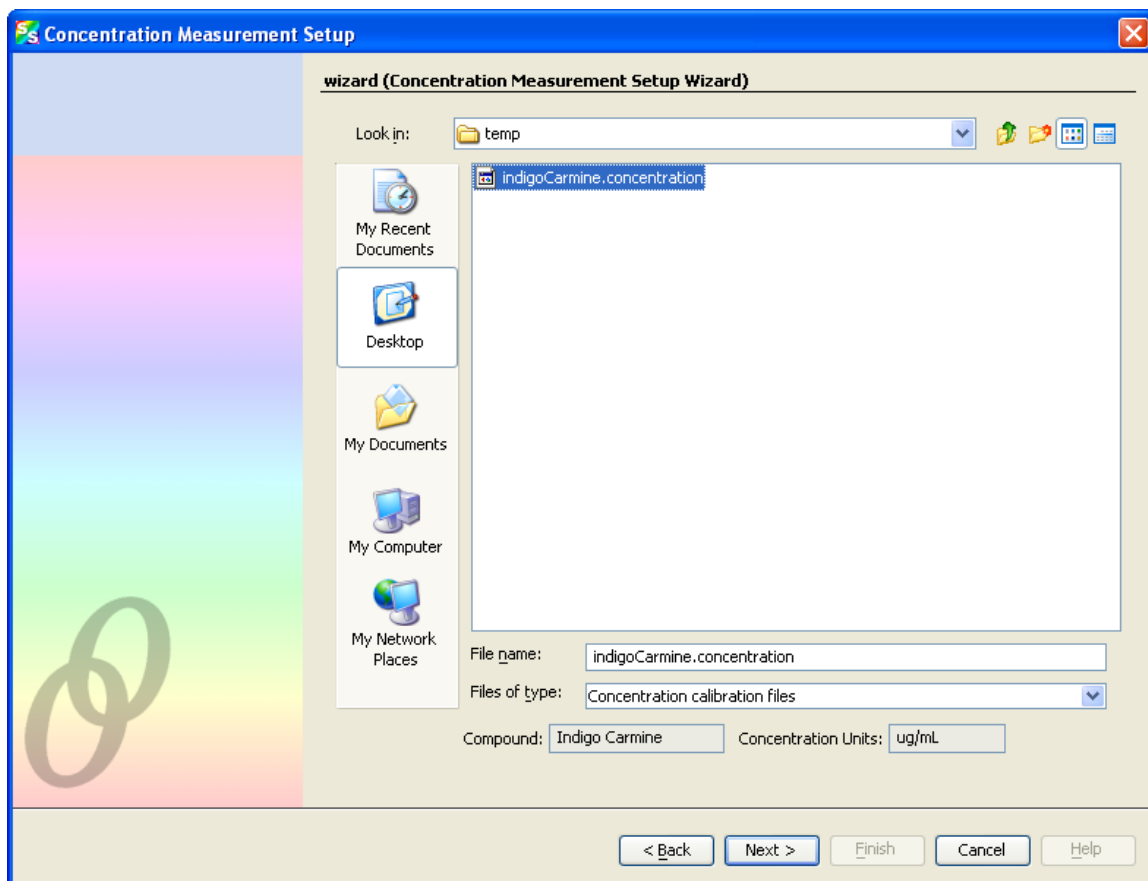 Concentration Measurement Setup
wizard (Concentration Measurement Setup Wizard)
Look in:
temp
indigoCarmine.concentration
My Recent
Documents
Desktop
My Documents
My Computer
My Network
Places
File name:
indigoCarmine.concentration
Files of type:
Concentration calibration files
Compound:
Indigo Carmine
Concentration Units:
ug/mL
< Back
Next >
Finish
Cancel
Help